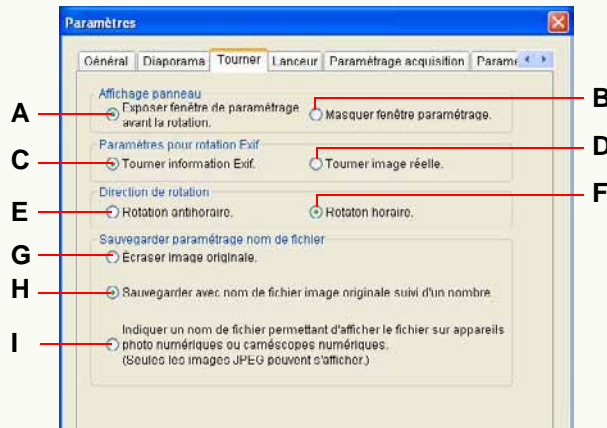 Paramètres
Général Diaporama Tourner Lanceur Paramétrage acquisition Paramè
Affichage panneau
A Exposer fenêtre de paramétrage avant la rotation. B Masquer fenêtre paramétrage.
Paramètres pour rotation Exif
C Tourner information Exif. D Tourner image réelle.
Direction de rotation
E Rotation antihoraire. F Rotaton horaire.
Sauvegarder paramétrage nom de fichier
G Écraser image originale.
H Sauvegarder avec nom de fichier image originale suivi d'un nombre.
Indiquer un nom de fichier permettant d'afficher le fichier sur appareils
I photo numériques ou caméscopes numériques.
(Seules les images JPEG peuvent s'afficher.)